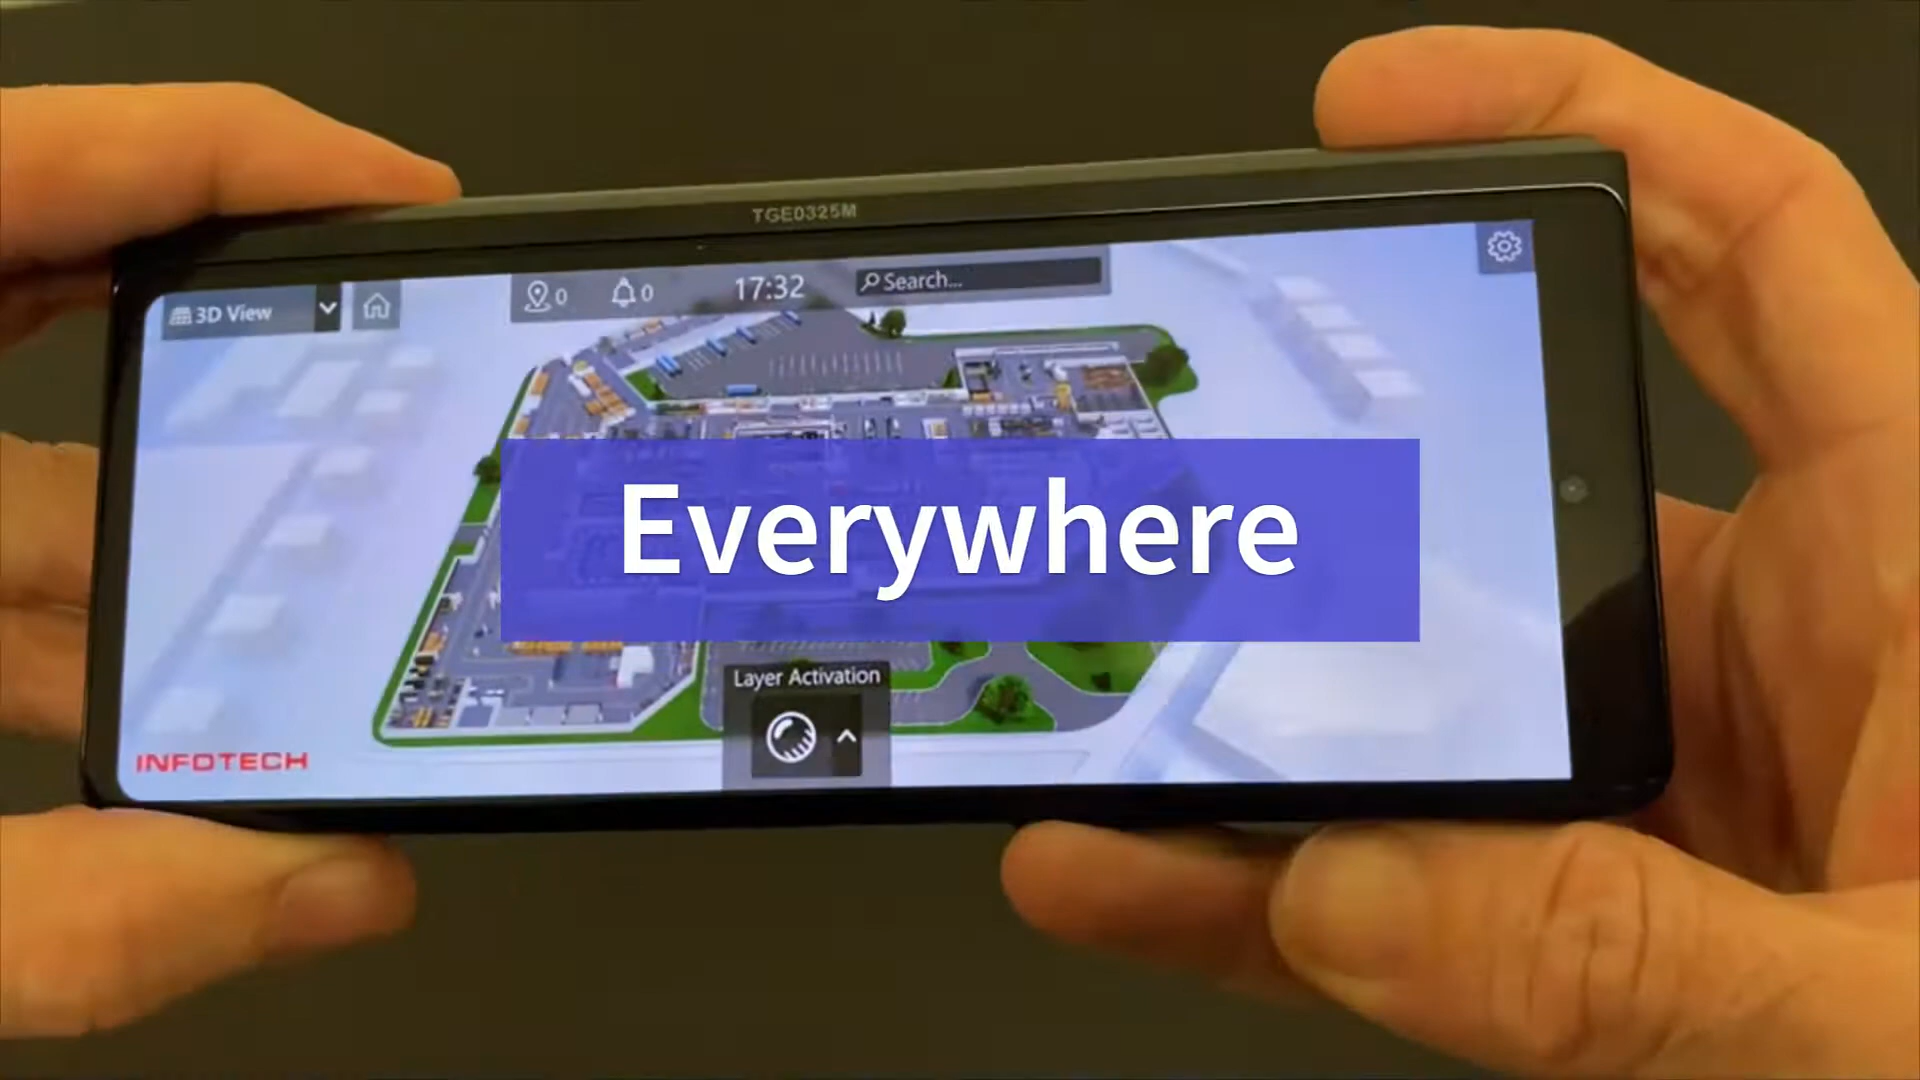 TGE0325M
3D View
0
0
17:32
Search...
Everywhere
Layer Activation
INFOTECH